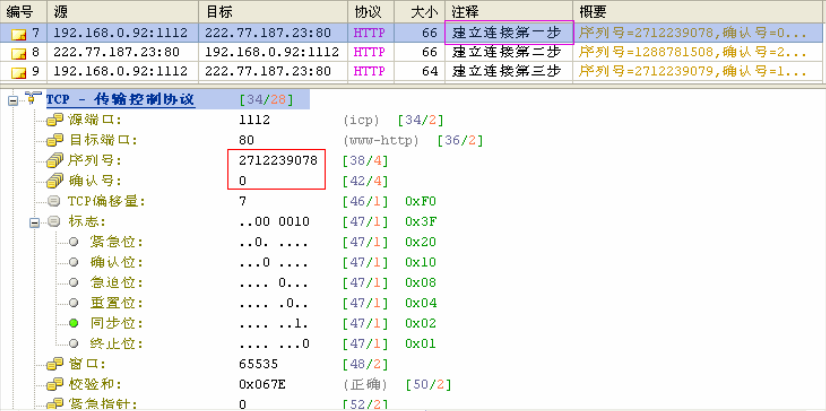 编号 源 目标 协议 大小 注释 概要
7 192.168.0.92:1112 222.77.187.23:80 HTTP 66 建立连接第一步 序列号=2712239078,确认号=0...
8 222.77.187.23:80 192.168.0.92:1112 HTTP 66 建立连接第二步 序列号=1288781508,确认号=2...
9 192.168.0.92:1112 222.77.187.23:80 HTTP 64 建立连接第三步 序列号=2712239079,确认号=1...
TCP - 传输控制协议 [34/28]
源端口: 1112 (icp) [34/2]
目标端口: 80 (www-http) [36/2]
序列号: 2712239078 [38/4]
确认号: 0 [42/4]
TCP偏移量: 7 [46/1] 0xF0
标志: ..00 0010 [47/1] 0x3F
紧急位: ..0. .... [47/1] 0x20
确认位: ...0 .... [47/1] 0x10
急迫位: .... 0... [47/1] 0x08
重置位: .... .0.. [47/1] 0x04
同步位: .... ..1. [47/1] 0x02
终止位: .... ...0 [47/1] 0x01
窗口: 65535 [48/2]
校验和: 0x067E (正确) [50/2]
紧急指针: 0 [52/2]